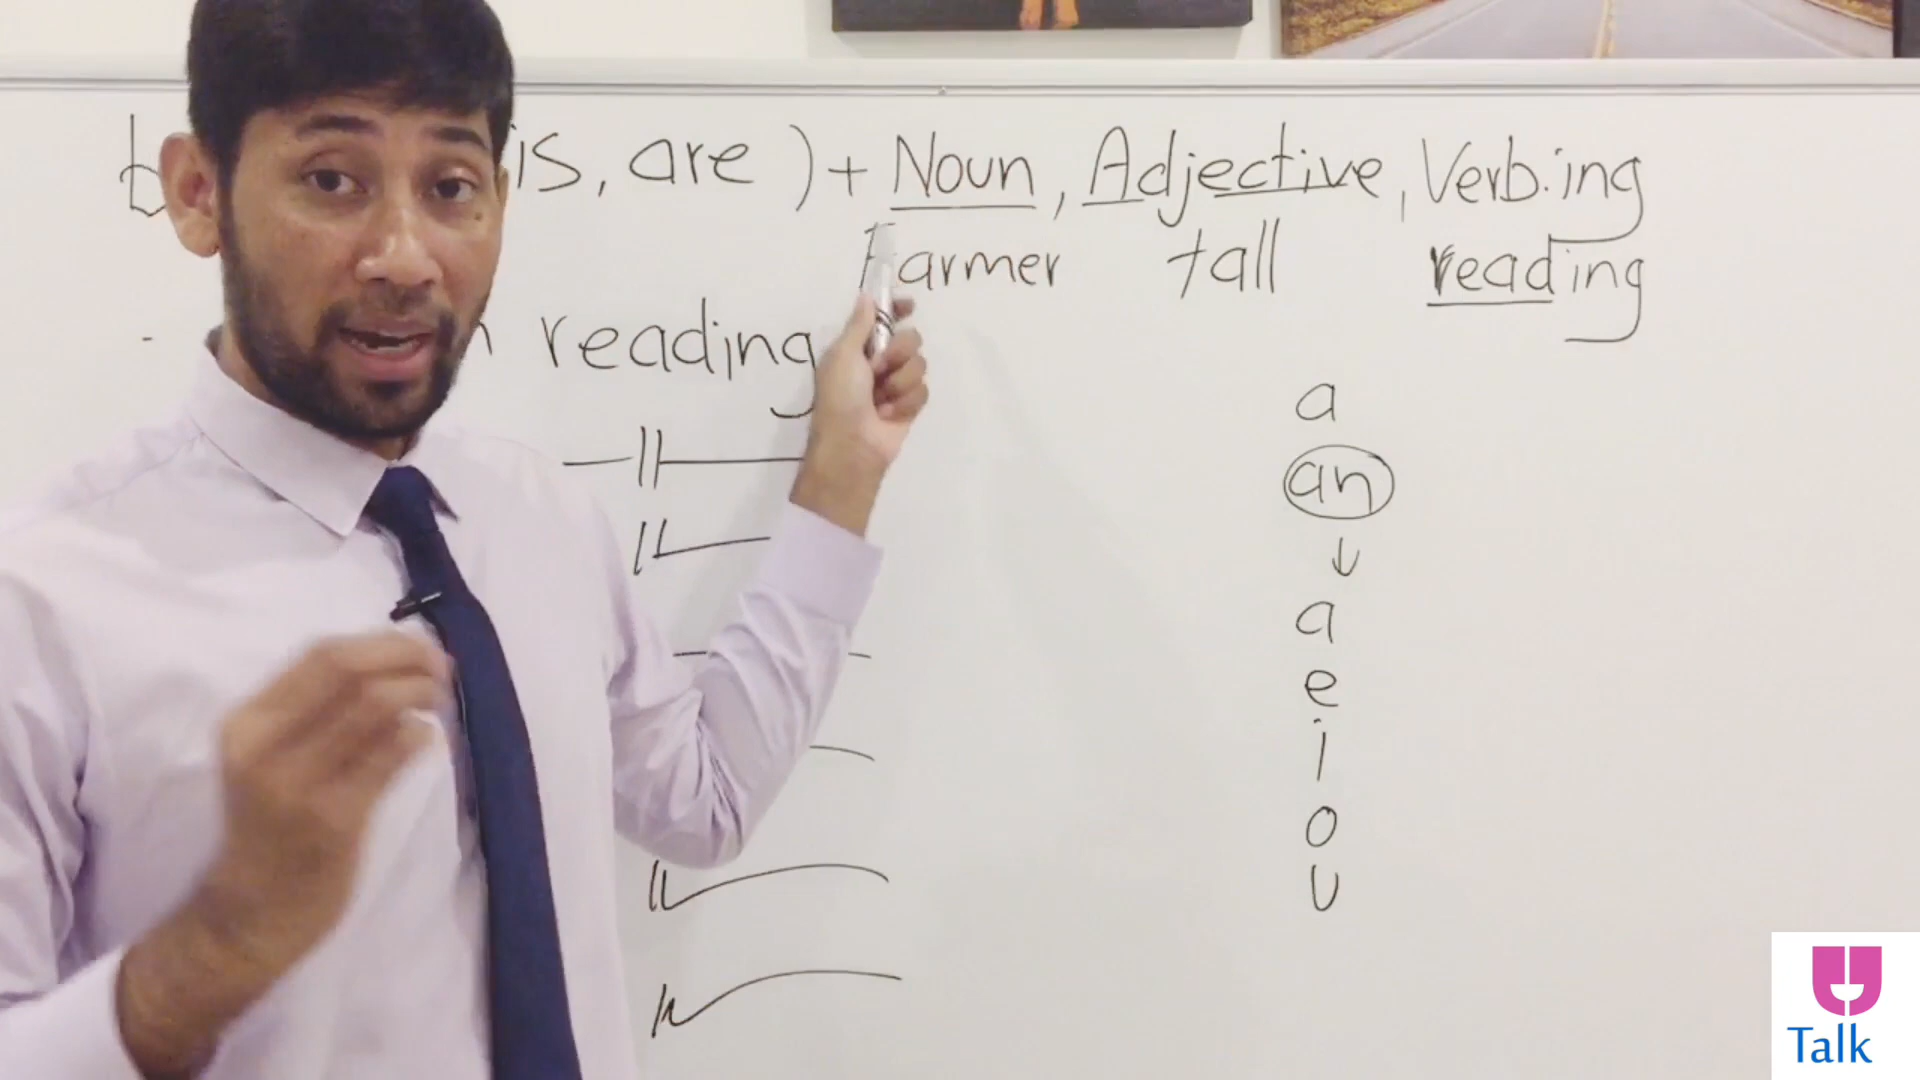 b is, are ) + Noun, Adjective, Verb.ing
Farmer tall reading
reading
a
an
↓
a
e
i
o
u
Talk